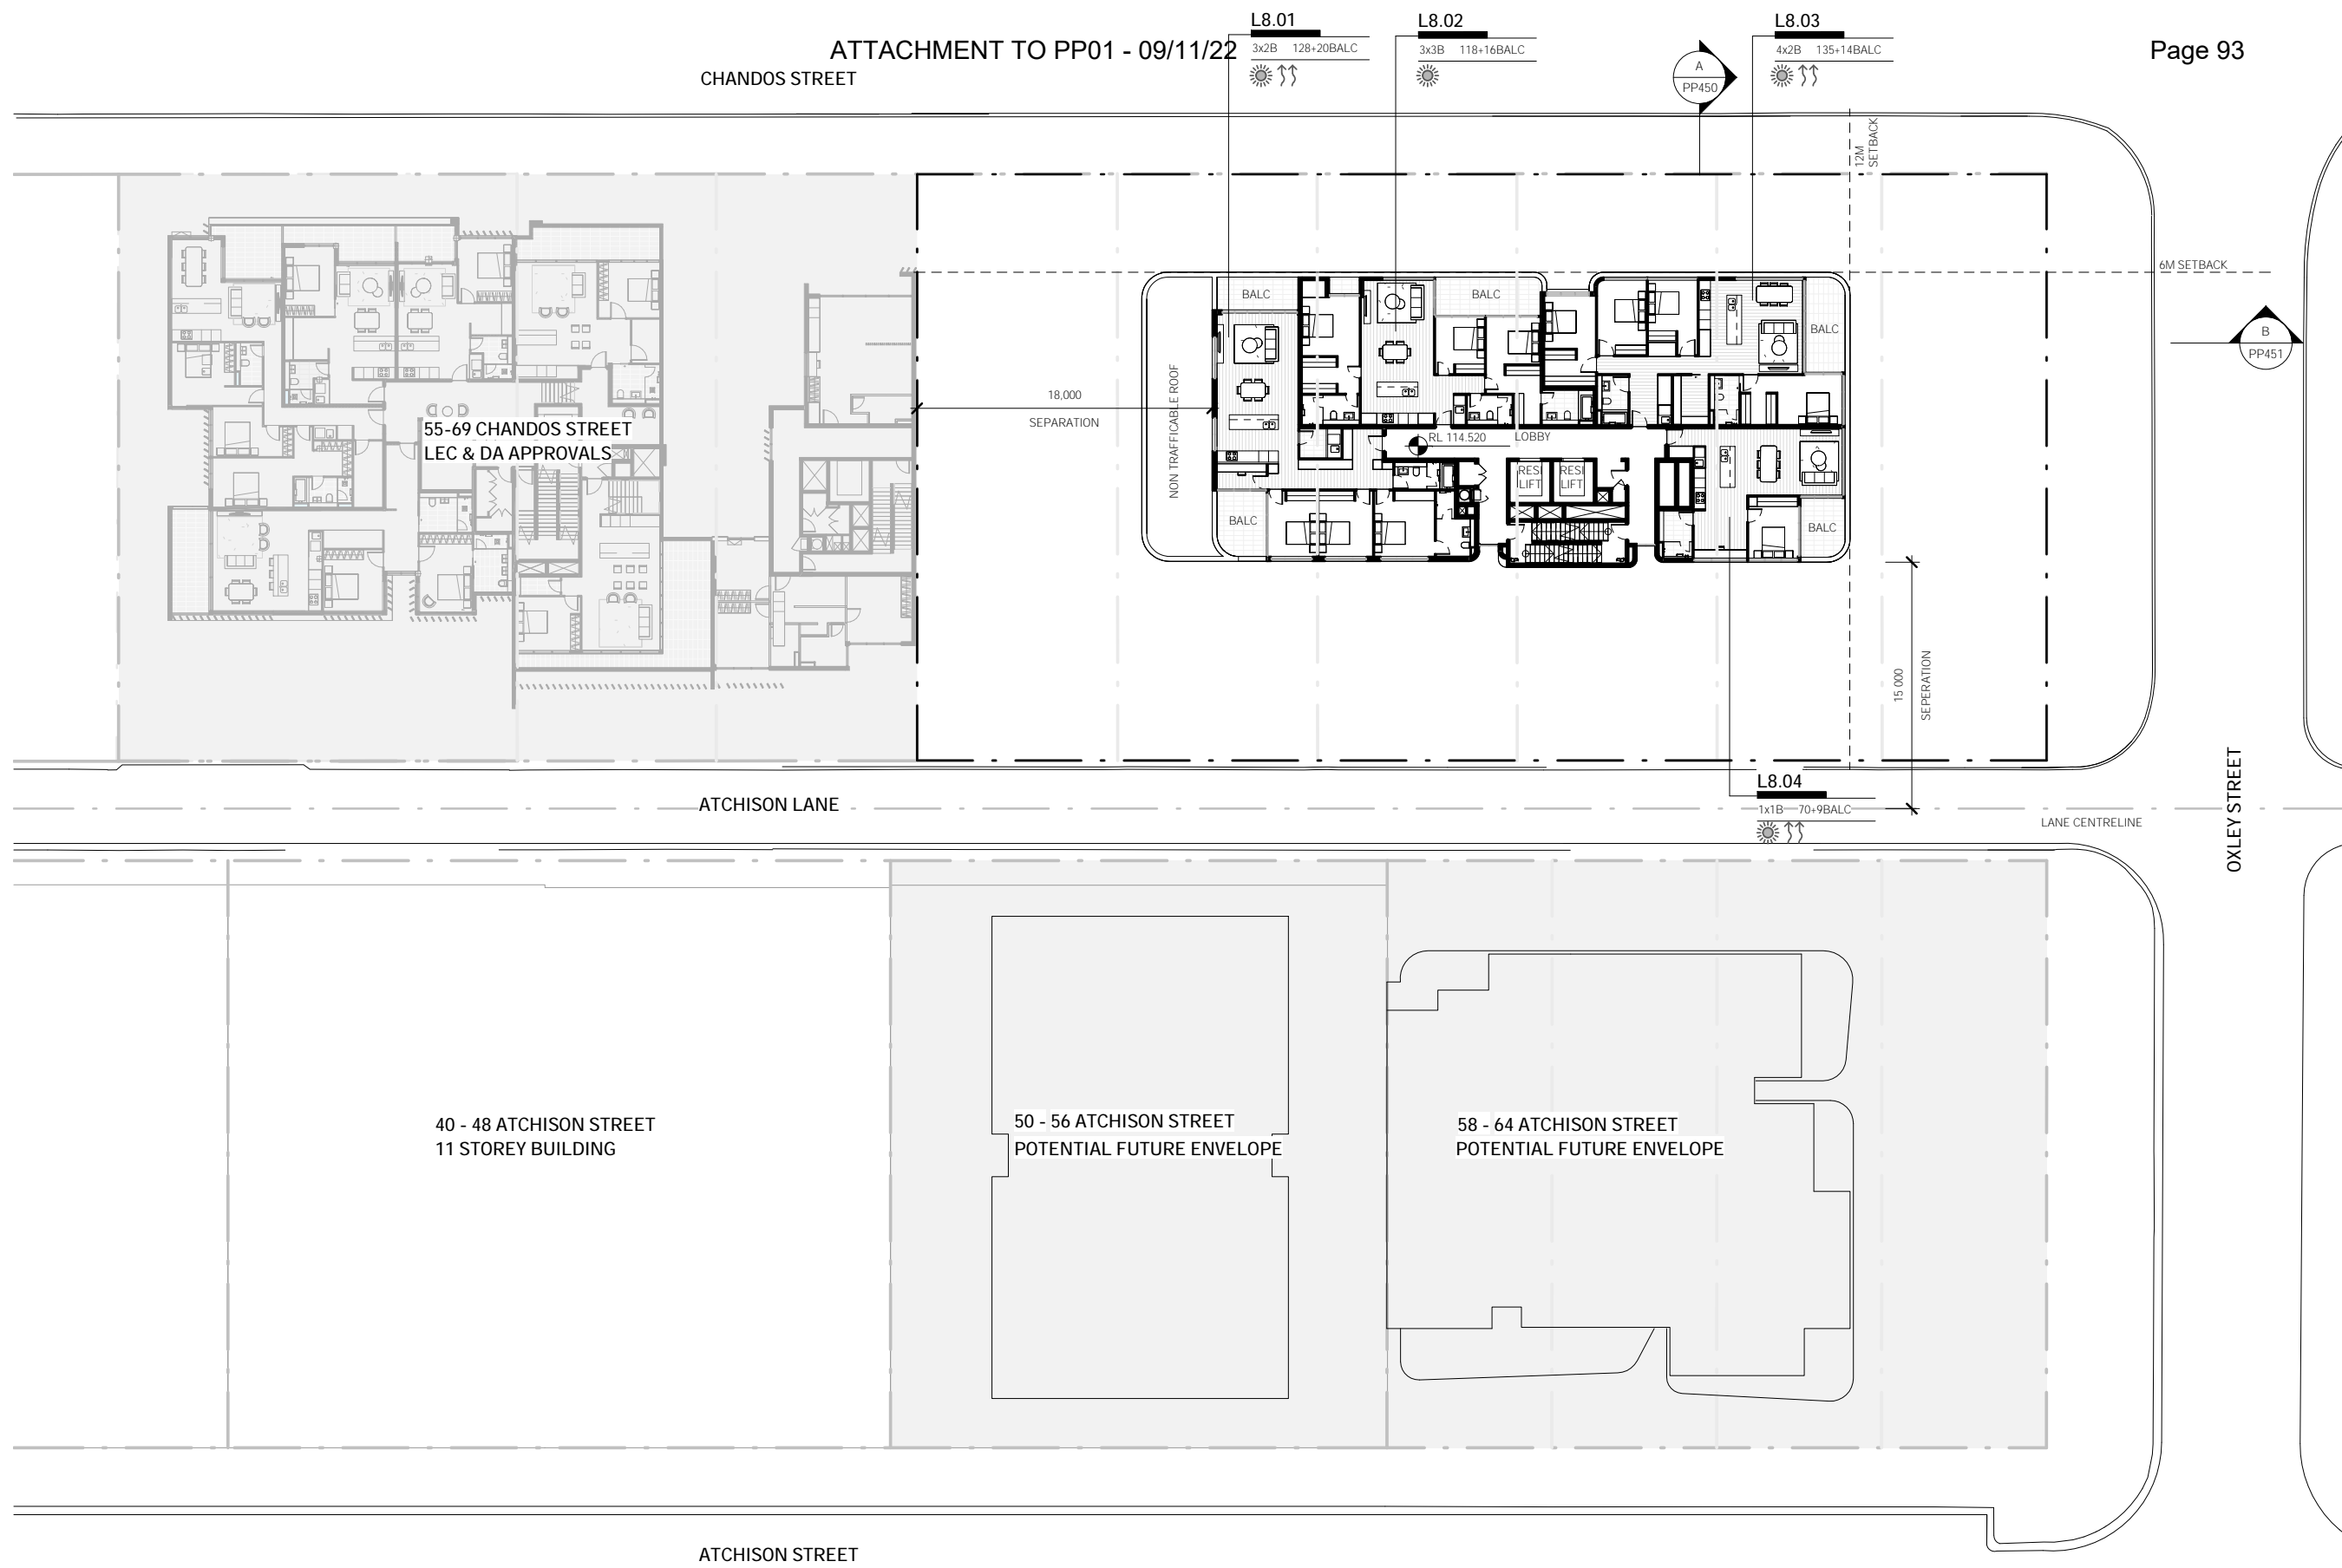 L8.01
3x2B 128+20BALC
L8.02
3x3B 118+16BALC
L8.03
4x2B 135+14BALC
ATTACHMENT TO PP01 - 09/11/22
Page 93
CHANDOS STREET
A
PP450
12M
SETBACK
6M SETBACK
BALC
BALC
BALC
B
PP451
NON TRAFFICABLE ROOF
18,000
SEPARATION
55-69 CHANDOS STREET
LEC & DA APPROVALS
RL 114.520
LOBBY
RESI
LIFT
RESI
LIFT
BALC
BALC
15 000
SEPERATION
L8.04
1x1B 70+9BALC
ATCHISON LANE
LANE CENTRELINE
OXLEY STREET
40 - 48 ATCHISON STREET
11 STOREY BUILDING
50 - 56 ATCHISON STREET
POTENTIAL FUTURE ENVELOPE
58 - 64 ATCHISON STREET
POTENTIAL FUTURE ENVELOPE
ATCHISON STREET